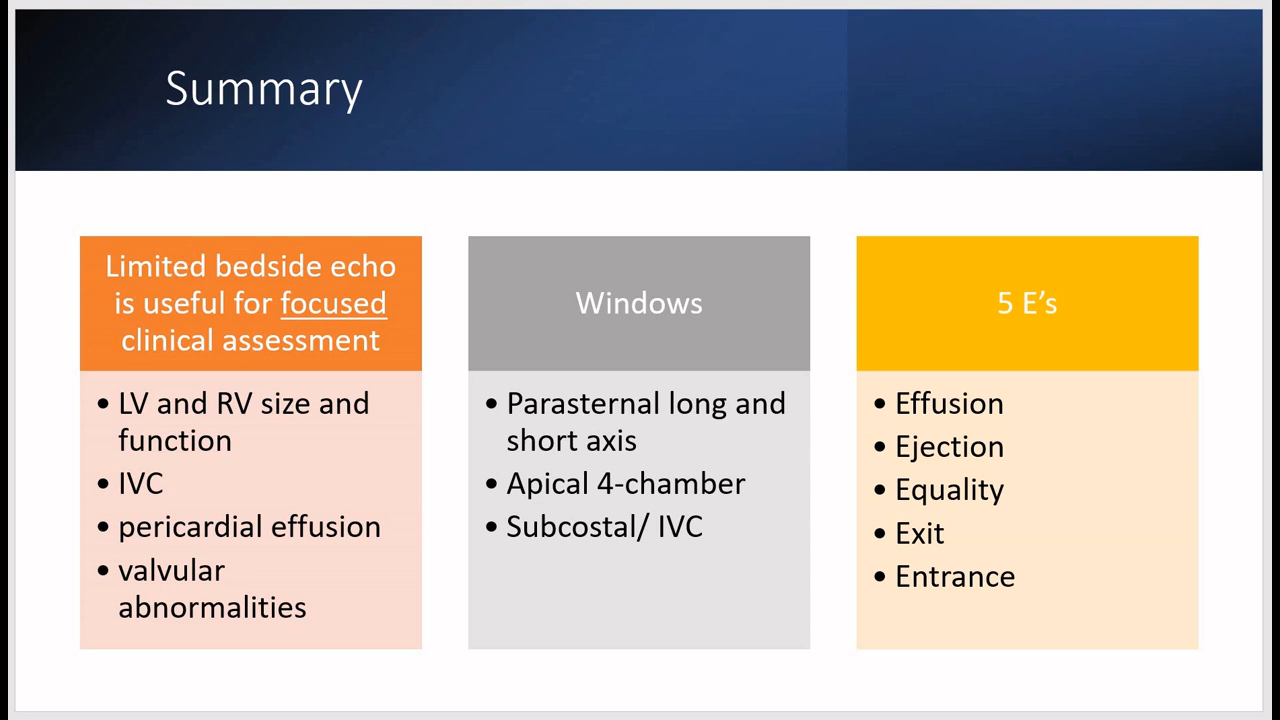 Summary
Limited bedside echo
is useful for focused
clinical assessment
• LV and RV size and
function
• IVC
• pericardial effusion
• valvular
abnormalities
Windows
• Parasternal long and
short axis
• Apical 4-chamber
• Subcostal/ IVC
5 E’s
• Effusion
• Ejection
• Equality
• Exit
• Entrance